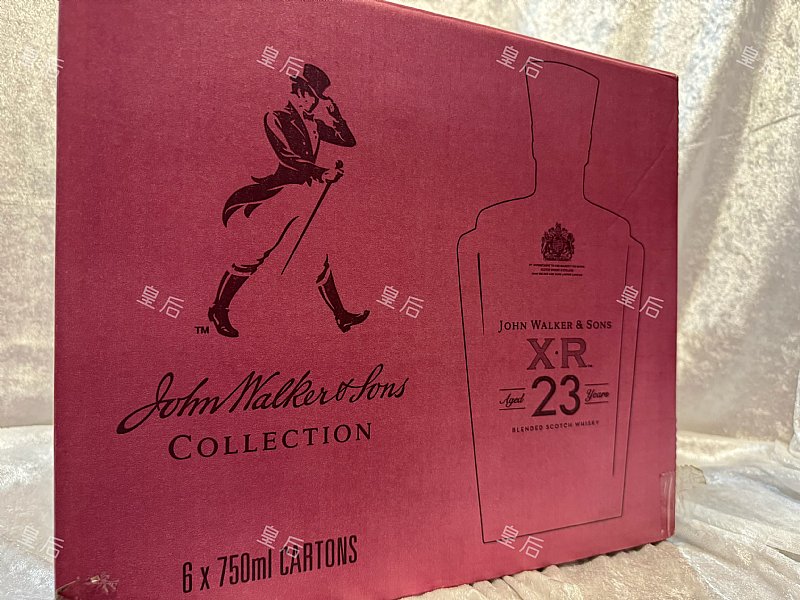 TM
John Walker & Sons
COLLECTION
6 x 750ml CARTONS
JOHN WALKER & SONS
X·R™
Aged 23 Years
BLENDED SCOTCH WHISKY
皇后
皇后
皇后
皇后
皇后
皇后
皇后
皇后
皇后